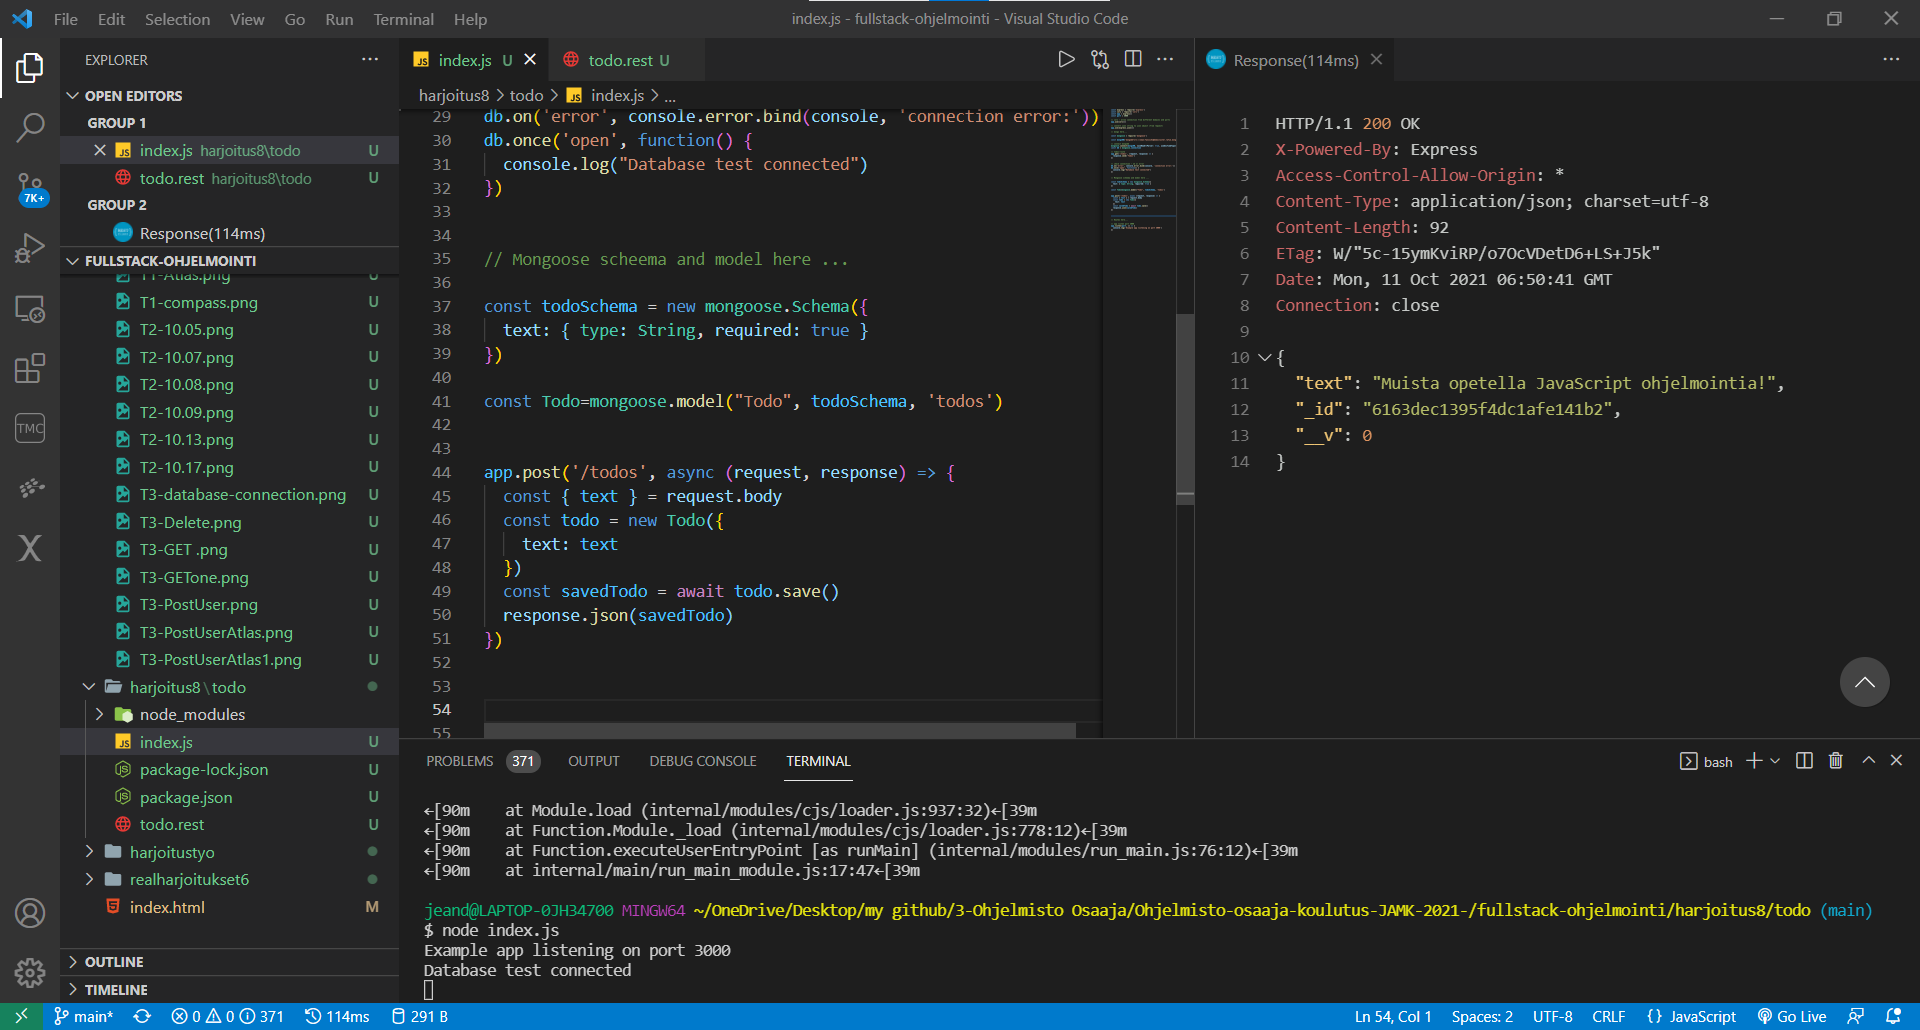 File Edit Selection View Go Run Terminal Help
index.js - fullstack-ohjelmointi - Visual Studio Code
EXPLORER
OPEN EDITORS
GROUP 1
index.js harjoitus8\todo U
todo.rest harjoitus8\todo U
GROUP 2
Response(114ms)
FULLSTACK-OHJELMOINTI
T1-Atlas.png U
T1-compass.png U
T2-10.05.png U
T2-10.07.png U
T2-10.08.png U
T2-10.09.png U
T2-10.13.png U
T2-10.17.png U
T3-database-connection.png U
T3-Delete.png U
T3-GET .png U
T3-GETone.png U
T3-PostUser.png U
T3-PostUserAtlas.png U
T3-PostUserAtlas1.png U
harjoitus8\todo
node_modules
index.js U
package-lock.json U
package.json U
todo.rest U
harjoitustyo
realharjoitukset6
index.html M
OUTLINE
TIMELINE
7K+
TMC
index.js U
todo.rest U
harjoitus8 > todo > index.js > ...
29 db.on('error', console.error.bind(console, 'connection error:'))
30 db.once('open', function() {
31 console.log("Database test connected")
32 })
33
34
35 // Mongoose scheema and model here ...
36
37 const todoSchema = new mongoose.Schema({
38 text: { type: String, required: true }
39 })
40
41 const Todo=mongoose.model("Todo", todoSchema, 'todos')
42
43
44 app.post('/todos', async (request, response) => {
45 const { text } = request.body
46 const todo = new Todo({
47 text: text
48 })
49 const savedTodo = await todo.save()
50 response.json(savedTodo)
51 })
52
53
54
55
Response(114ms)
1 HTTP/1.1 200 OK
2 X-Powered-By: Express
3 Access-Control-Allow-Origin: *
4 Content-Type: application/json; charset=utf-8
5 Content-Length: 92
6 ETag: W/"5c-15ymKviRP/o7OcVDetD6+LS+J5k"
7 Date: Mon, 11 Oct 2021 06:50:41 GMT
8 Connection: close
9
10 {
11 "text": "Muista opetella JavaScript ohjelmointia!",
12 "_id": "6163dec1395f4dc1afe141b2",
13 "__v": 0
14 }
PROBLEMS 371 OUTPUT DEBUG CONSOLE TERMINAL
bash
←[90m at Module.load (internal/modules/cjs/loader.js:937:32)←[39m
←[90m at Function.Module._load (internal/modules/cjs/loader.js:778:12)←[39m
←[90m at Function.executeUserEntryPoint [as runMain] (internal/modules/run_main.js:76:12)←[39m
←[90m at internal/main/run_main_module.js:17:47←[39m
jeand@LAPTOP-0JH34700 MINGW64 ~/OneDrive/Desktop/my github/3-Ohjelmisto Osaaja/Ohjelmisto-osaaja-koulutus-JAMK-2021-/fullstack-ohjelmointi/harjoitus8/todo (main)
$ node index.js
Example app listening on port 3000
Database test connected
main* 0 0 371 114ms 291 B
Ln 54, Col 1 Spaces: 2 UTF-8 CRLF {} JavaScript Go Live